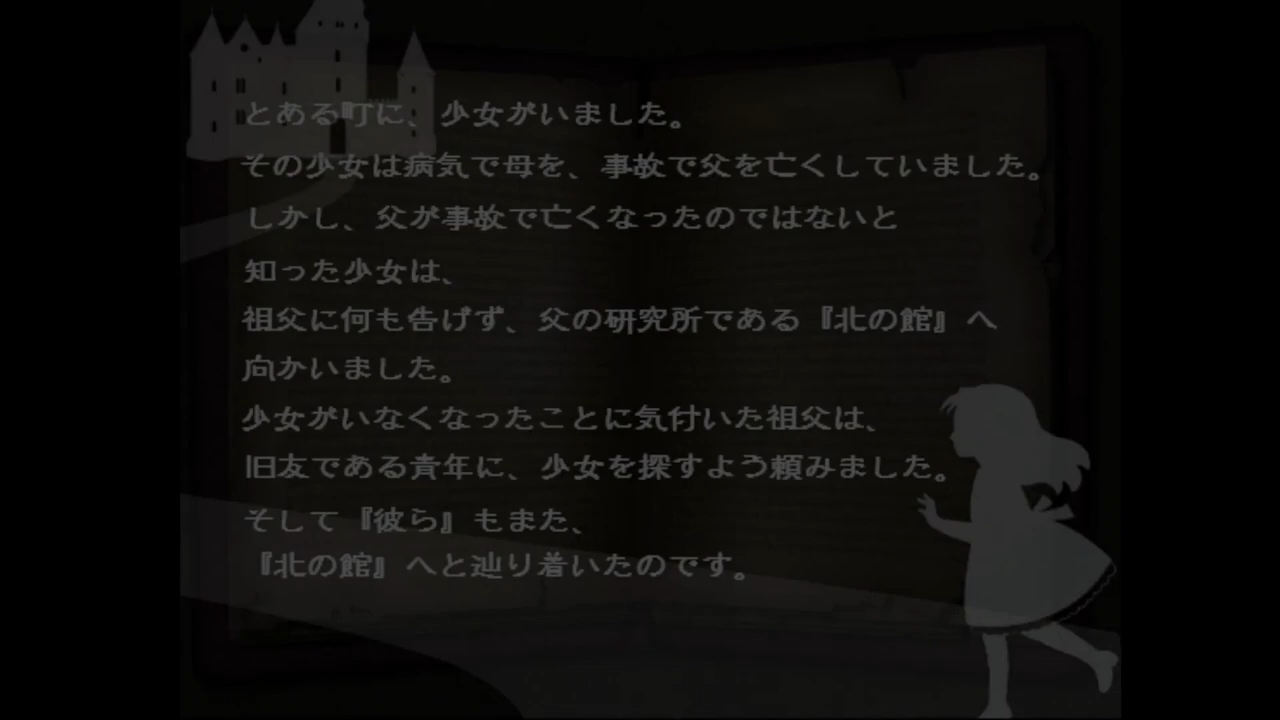 とある町に、少女がいました。
その少女は病気で母を、事故で父を亡くしていました。
しかし、父が事故で亡くなったのではないと
知った少女は、
祖父に何も告げず、父の研究所である『北の館』へ
向かいました。
少女がいなくなったことに気付いた祖父は、
旧友である青年に、少女を探すよう頼みました。
そして『彼ら』もまた、
『北の館』へと辿り着いたのです。